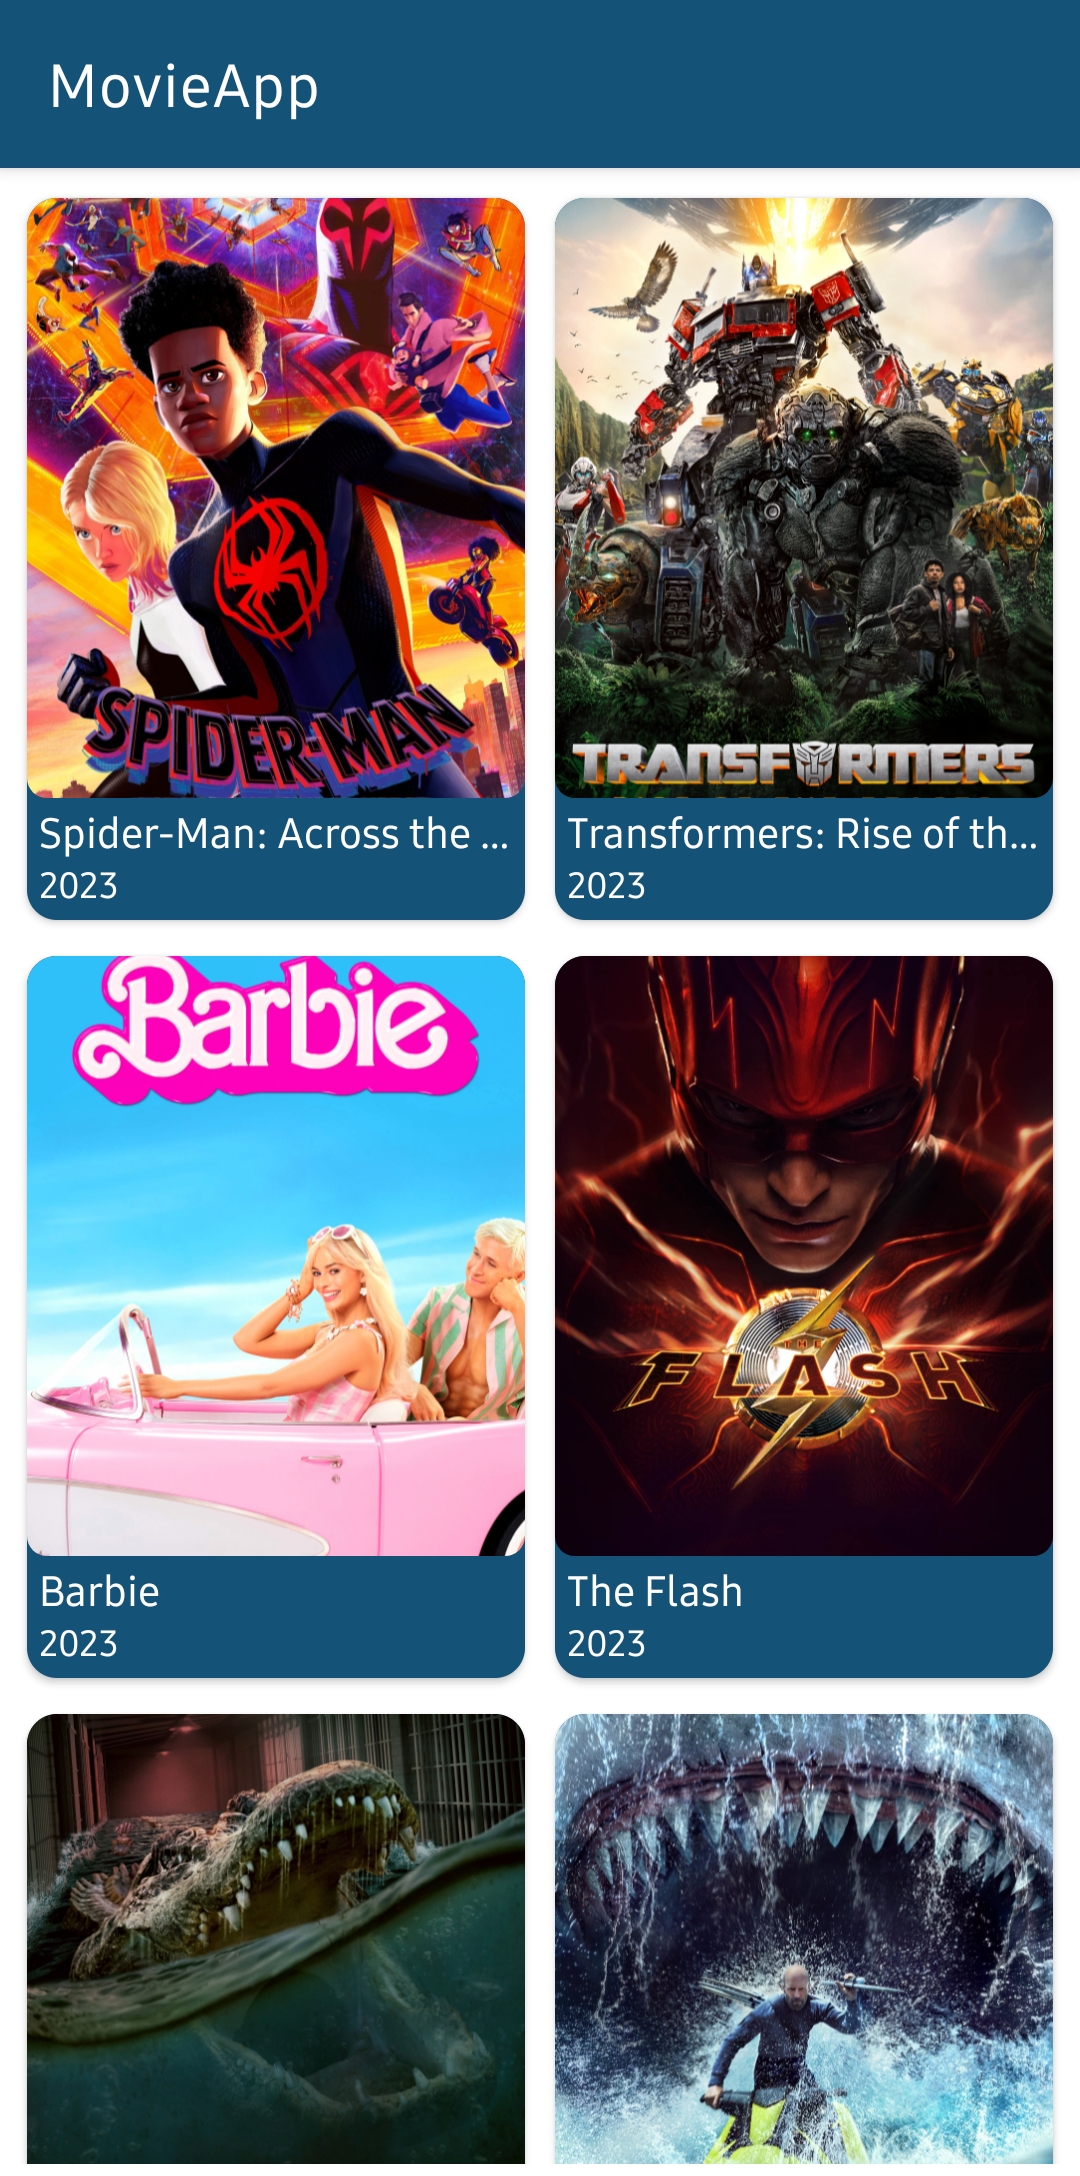 MovieApp
SPIDER-MAN
TRANSFORMERS
Spider-Man: Across the ...
2023
Transformers: Rise of th...
2023
Barbie
THE
FLASH
Barbie
2023
The Flash
2023